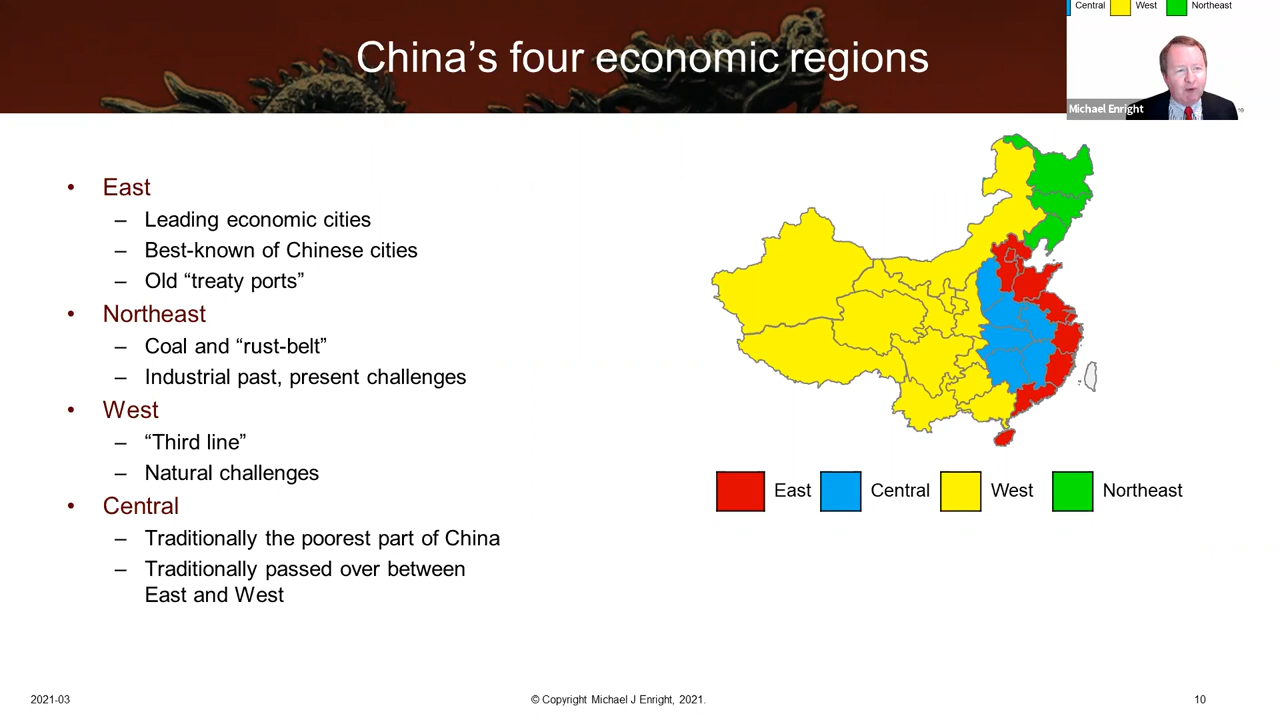 Central West Northeast
China's four economic regions
Michael Enright
• East
– Leading economic cities
– Best-known of Chinese cities
– Old “treaty ports”
• Northeast
– Coal and “rust-belt”
– Industrial past, present challenges
• West
– “Third line”
– Natural challenges
• Central
– Traditionally the poorest part of China
– Traditionally passed over between
East and West
East Central West Northeast
2021-03 © Copyright Michael J Enright, 2021. 10